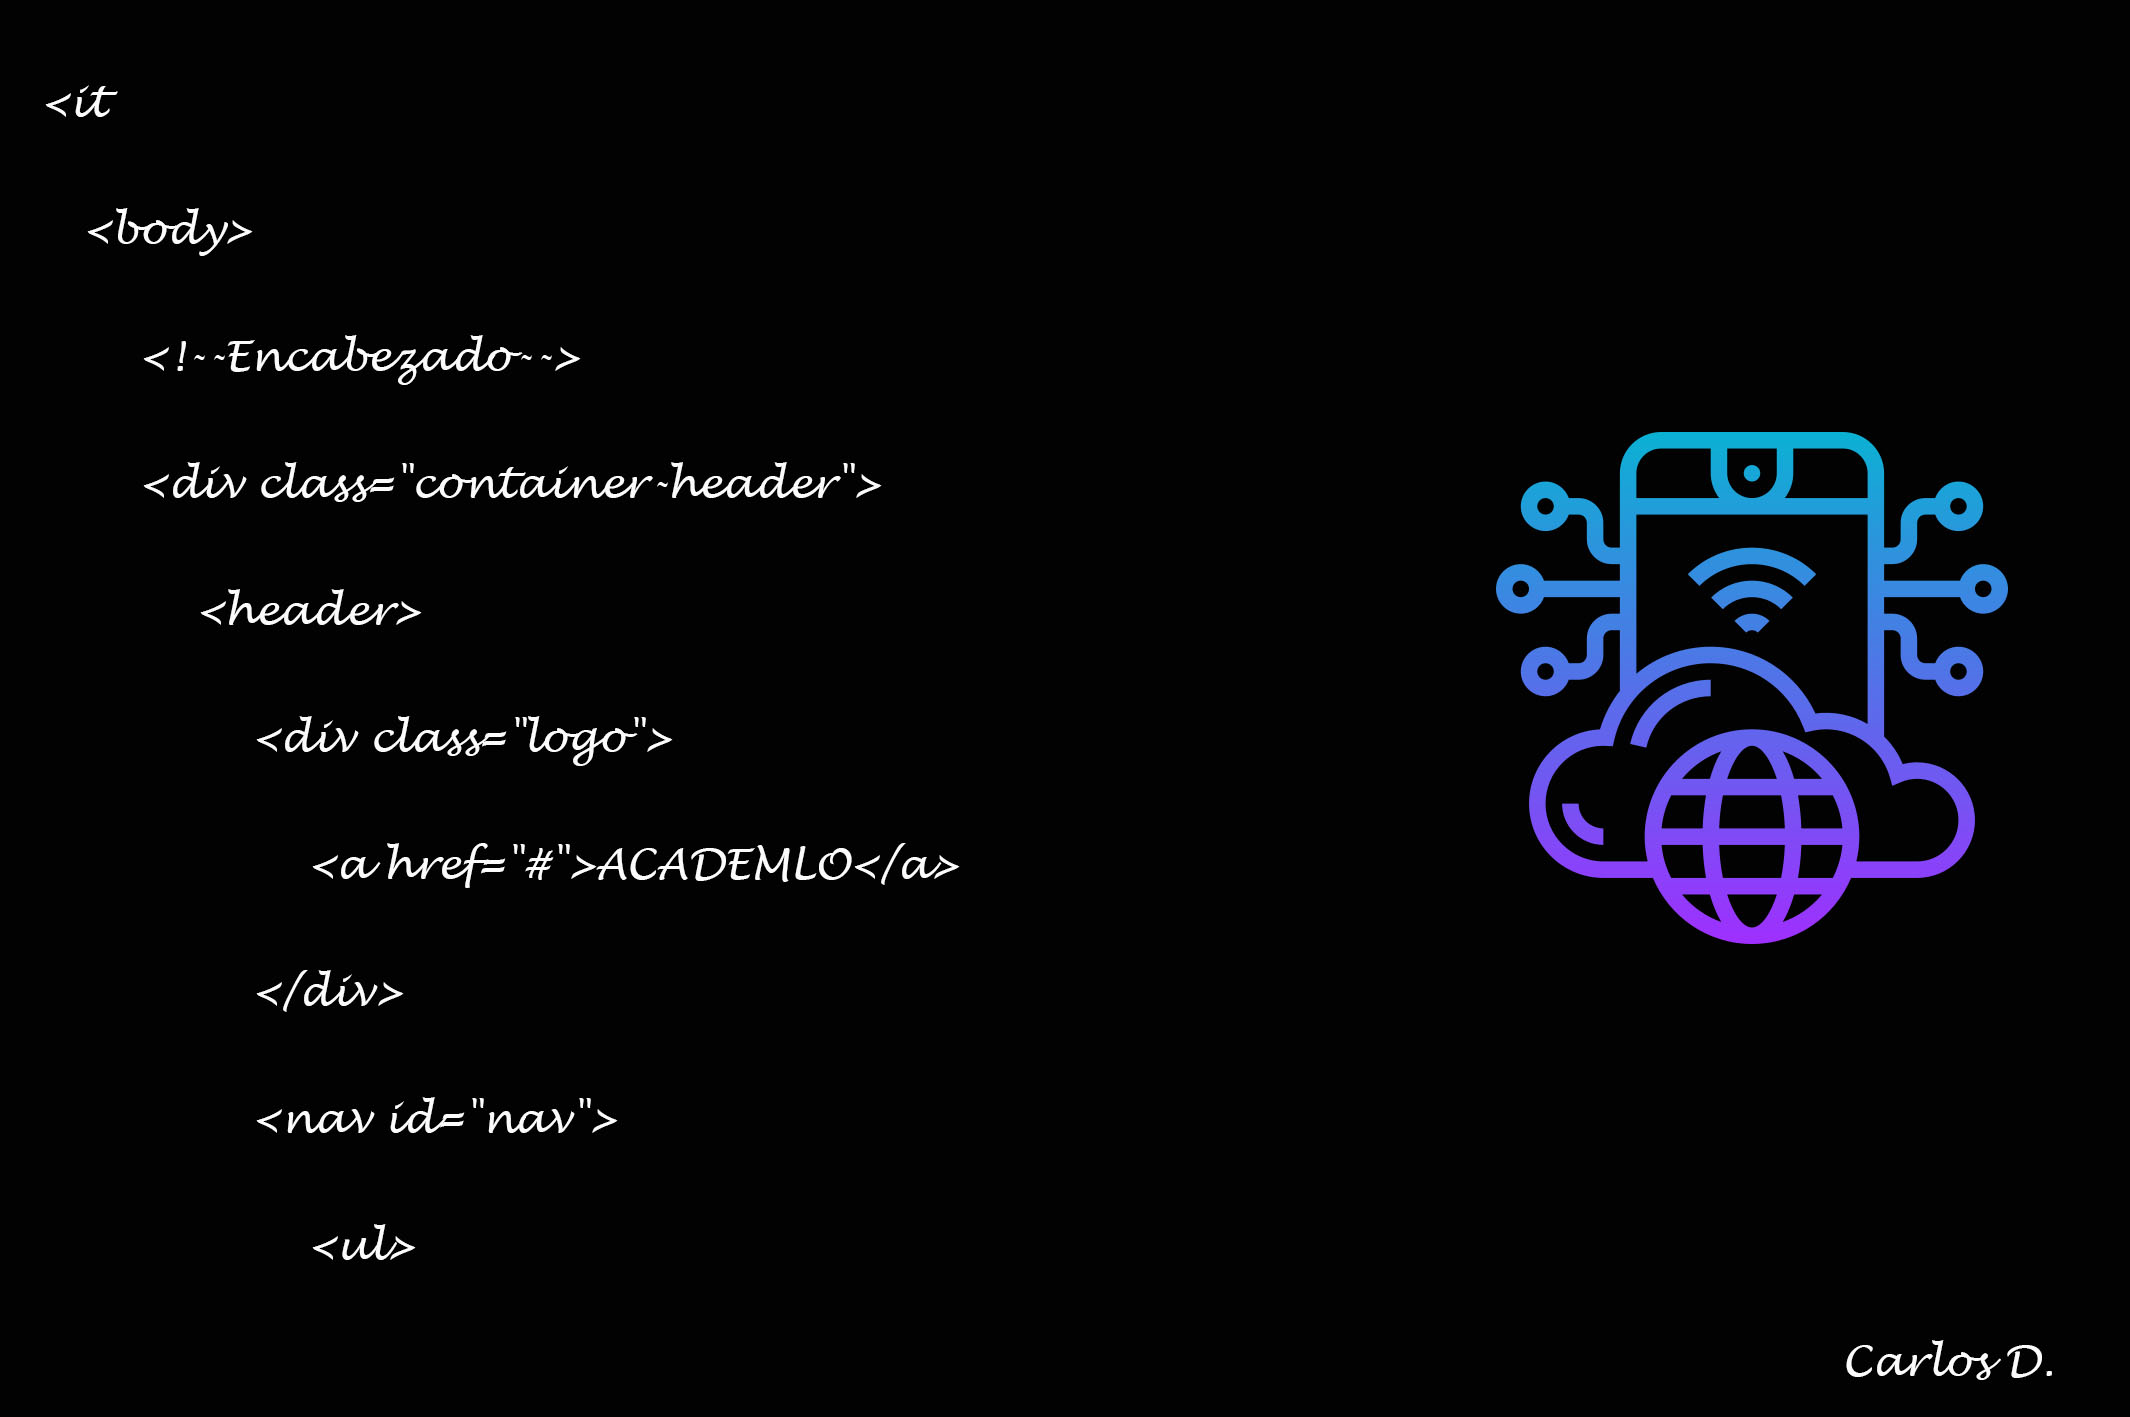 <it
<body>
<!--Encabezado-->
<div class="container-header">
<header>
<div class="logo">
<a href="#">ACADEMLO</a>
</div>
<nav id="nav">
<ul>
Carlos D.